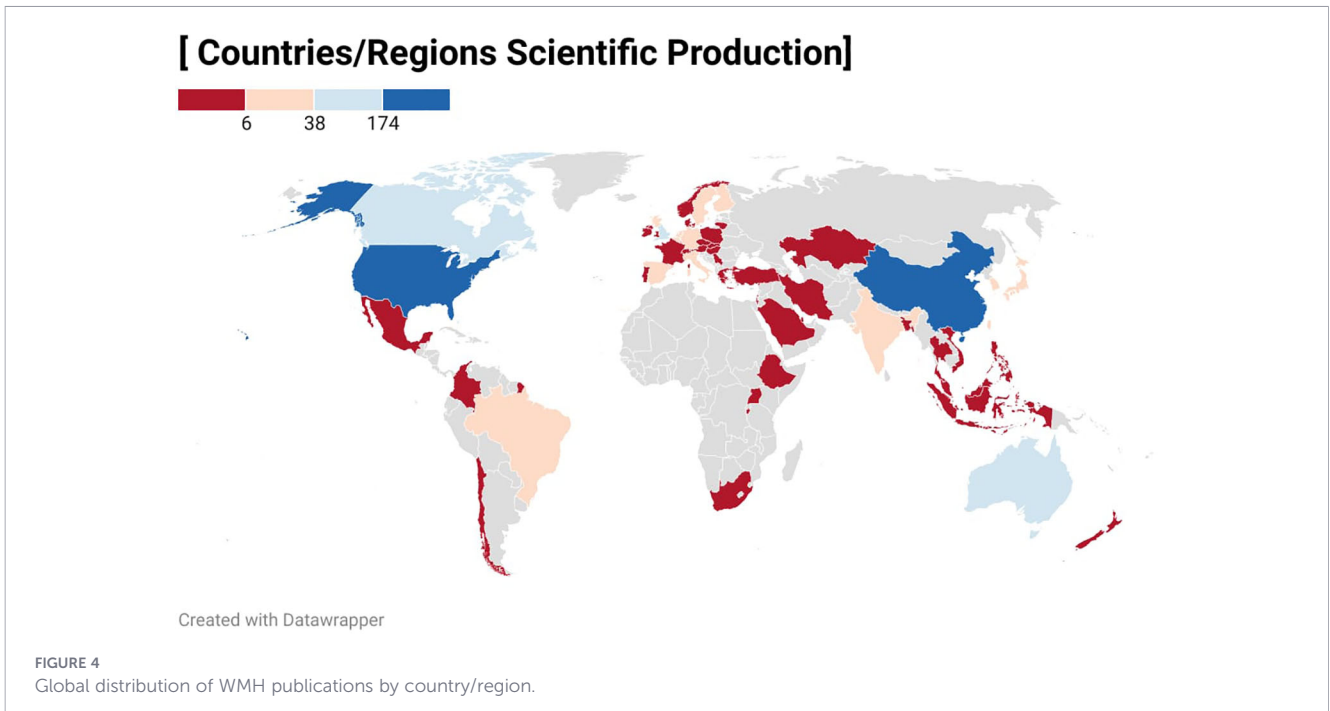 [ Countries/Regions Scientific Production]
6 38 174
Created with Datawrapper
FIGURE 4
Global distribution of WMH publications by country/region.